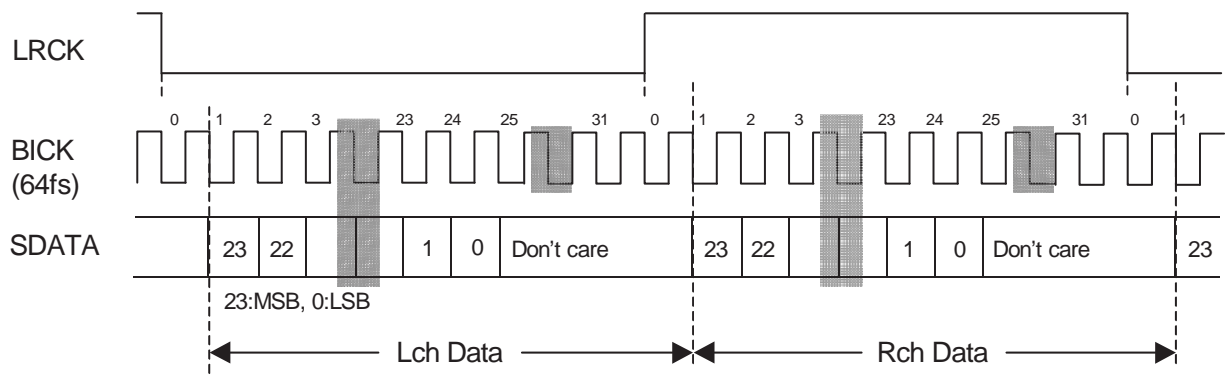 LRCK
0 1 2 3 23 24 25 31 0 1 2 3 23 24 25 31 0 1
BICK
(64fs)
SDATA 23 22 1 0 Don't care 23 22 1 0 Don't care 23
23:MSB, 0:LSB
Lch Data Rch Data